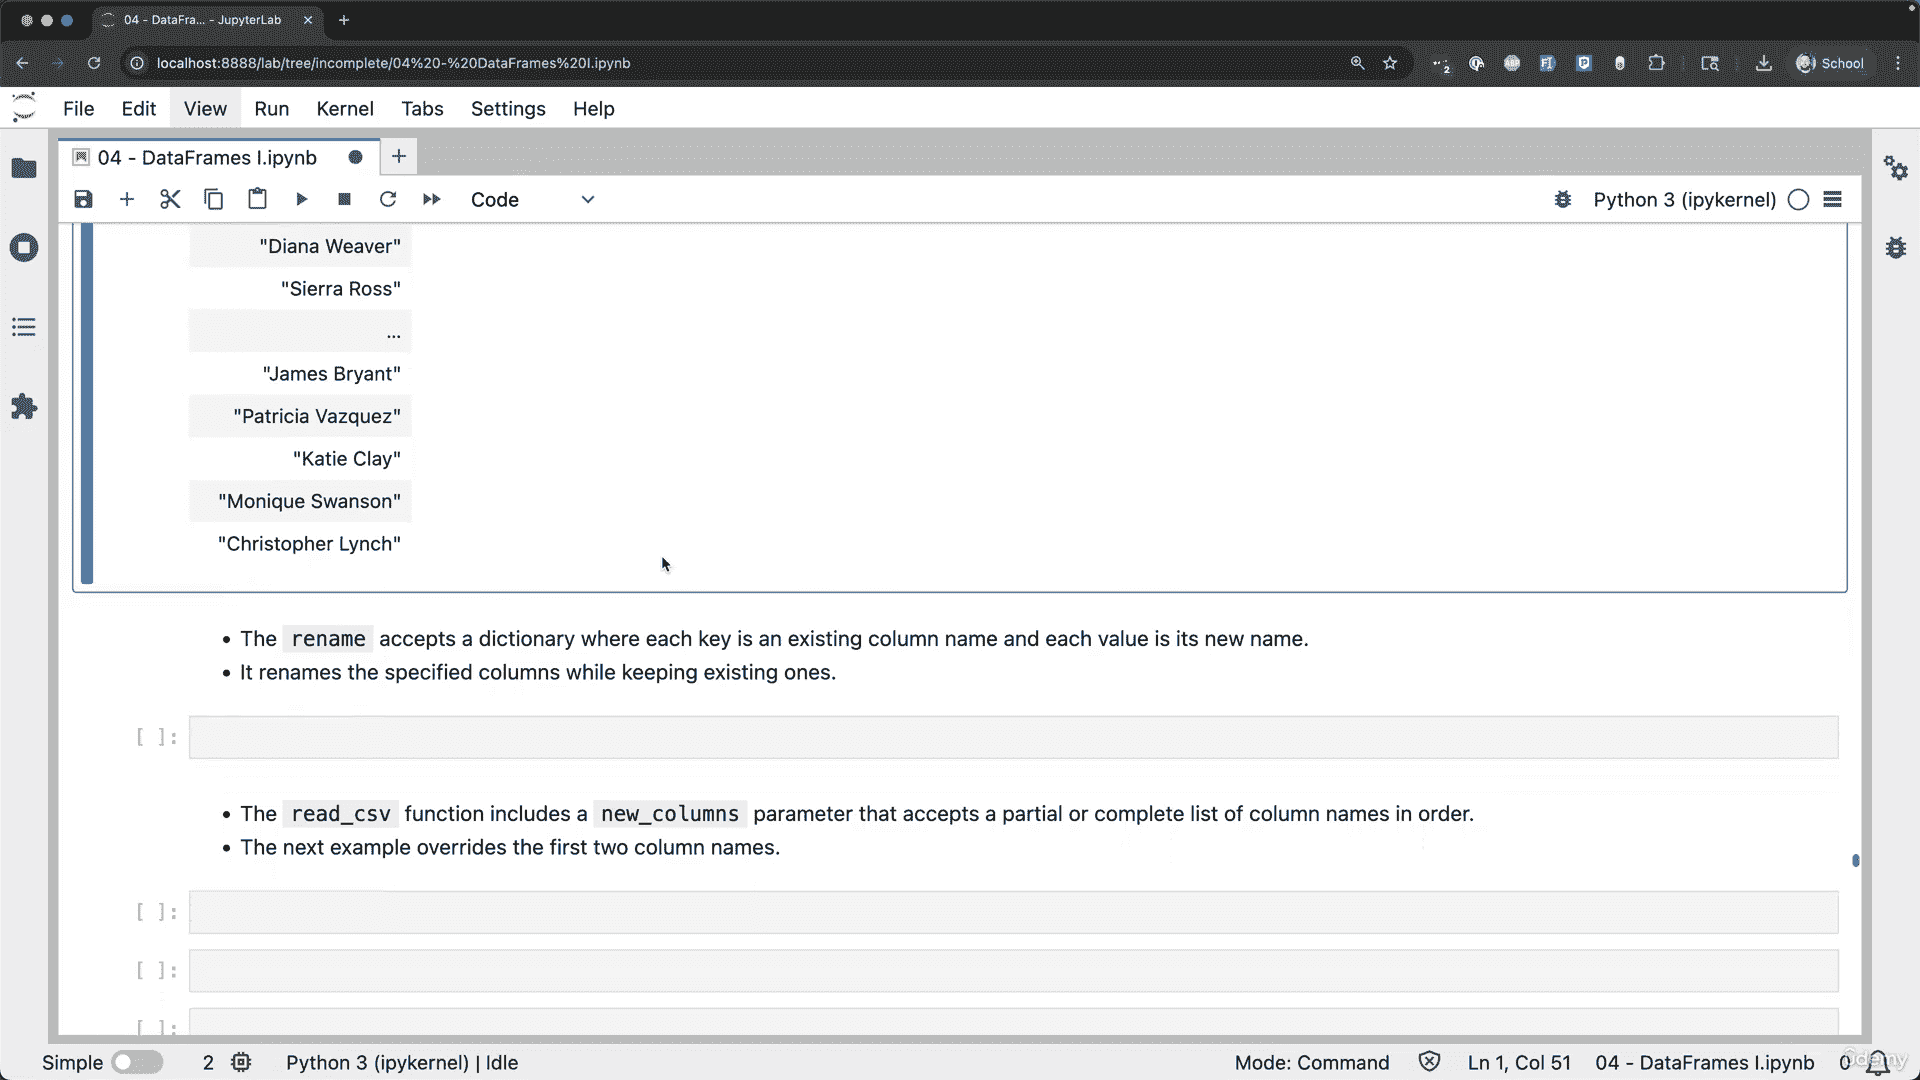 04 - DataFra... - JupyterLab
localhost:8888/lab/tree/incomplete/04%20-%20DataFrames%20I.ipynb
2
ABP
School
File Edit View Run Kernel Tabs Settings Help
04 - DataFrames I.ipynb
Code
Python 3 (ipykernel)
"Diana Weaver"
"Sierra Ross"
...
"James Bryant"
"Patricia Vazquez"
"Katie Clay"
"Monique Swanson"
"Christopher Lynch"
• The rename accepts a dictionary where each key is an existing column name and each value is its new name.
• It renames the specified columns while keeping existing ones.
[ ]:
• The read_csv function includes a new_columns parameter that accepts a partial or complete list of column names in order.
• The next example overrides the first two column names.
[ ]:
[ ]:
[ ]:
Simple 2 Python 3 (ipykernel) | Idle Mode: Command Ln 1, Col 51 04 - DataFrames I.ipynb 0
Udemy